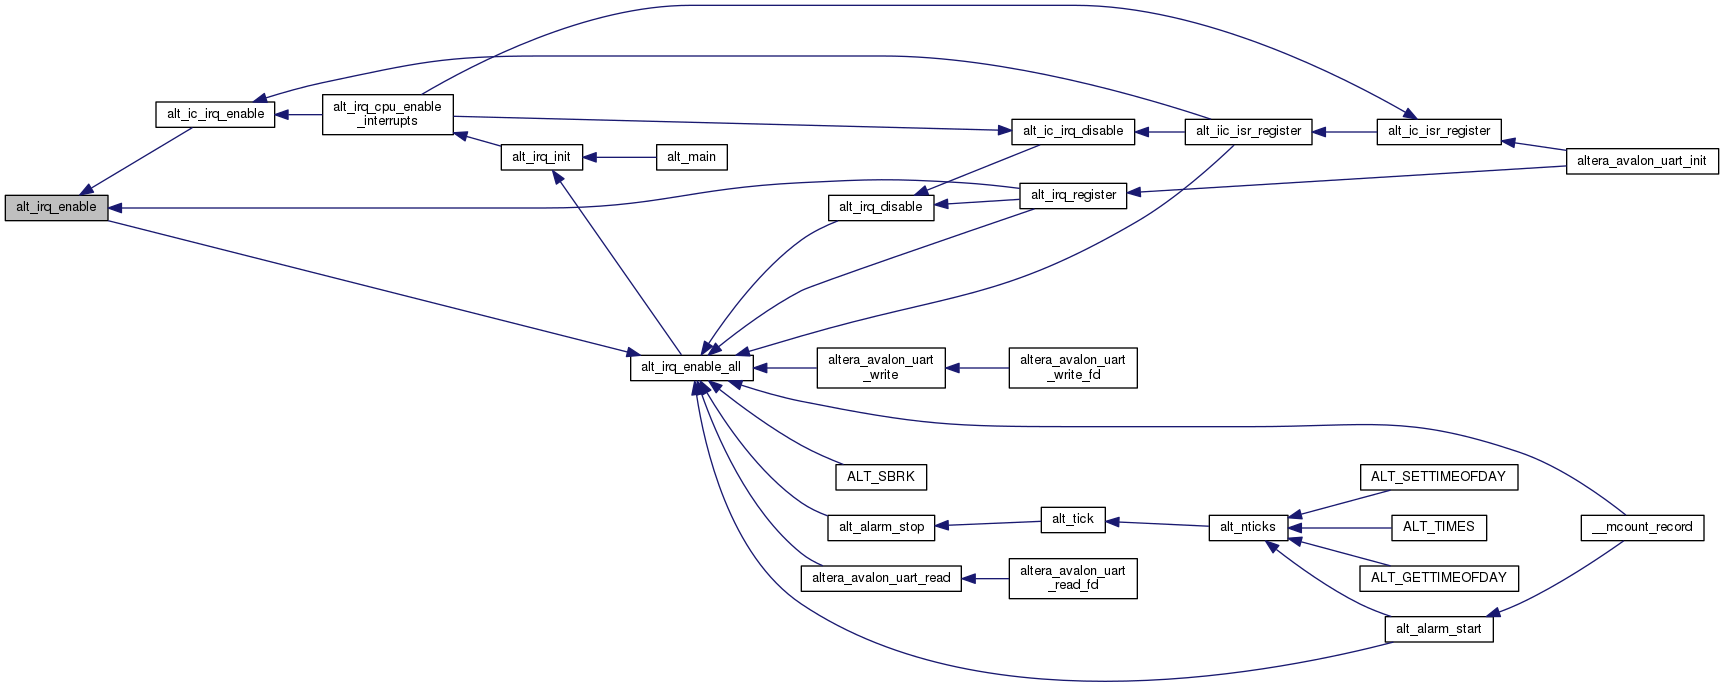 alt_irq_enable
alt_ic_irq_enable
alt_irq_cpu_enable
_interrupts
alt_irq_init
alt_main
alt_ic_irq_disable
alt_iic_isr_register
alt_ic_isr_register
altera_avalon_uart_init
alt_irq_disable
alt_irq_register
alt_irq_enable_all
altera_avalon_uart
_write
altera_avalon_uart
_write_fd
ALT_SBRK
alt_alarm_stop
alt_tick
alt_nticks
ALT_SETTIMEOFDAY
ALT_TIMES
ALT_GETTIMEOFDAY
__mcount_record
altera_avalon_uart_read
altera_avalon_uart
_read_fd
alt_alarm_start